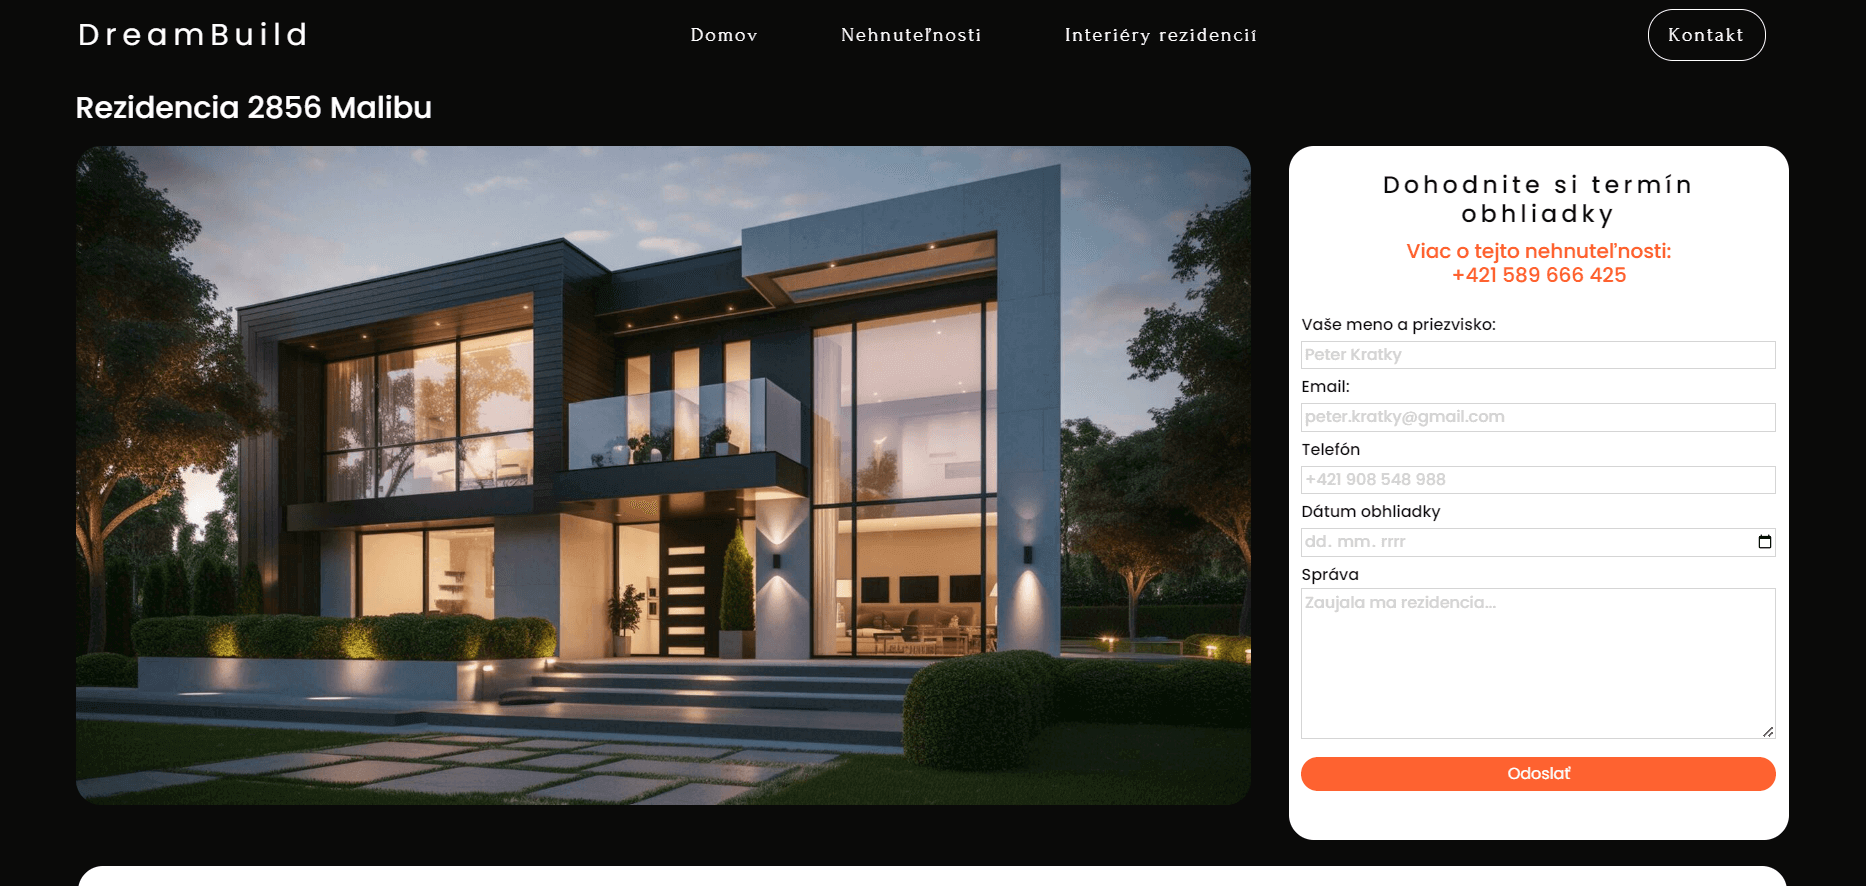 DreamBuild
Domov
Nehnuteľnosti
Interiéry rezidencií
Kontakt
Rezidencia 2856 Malibu
Dohodnite si termín
obhliadky
Viac o tejto nehnuteľnosti:
+421 589 666 425
Vaše meno a priezvisko:
Peter Kratky
Email:
peter.kratky@gmail.com
Telefón
+421 908 548 988
Dátum obhliadky
dd. mm. rrrr
Správa
Zaujala ma rezidencia...
Odoslať